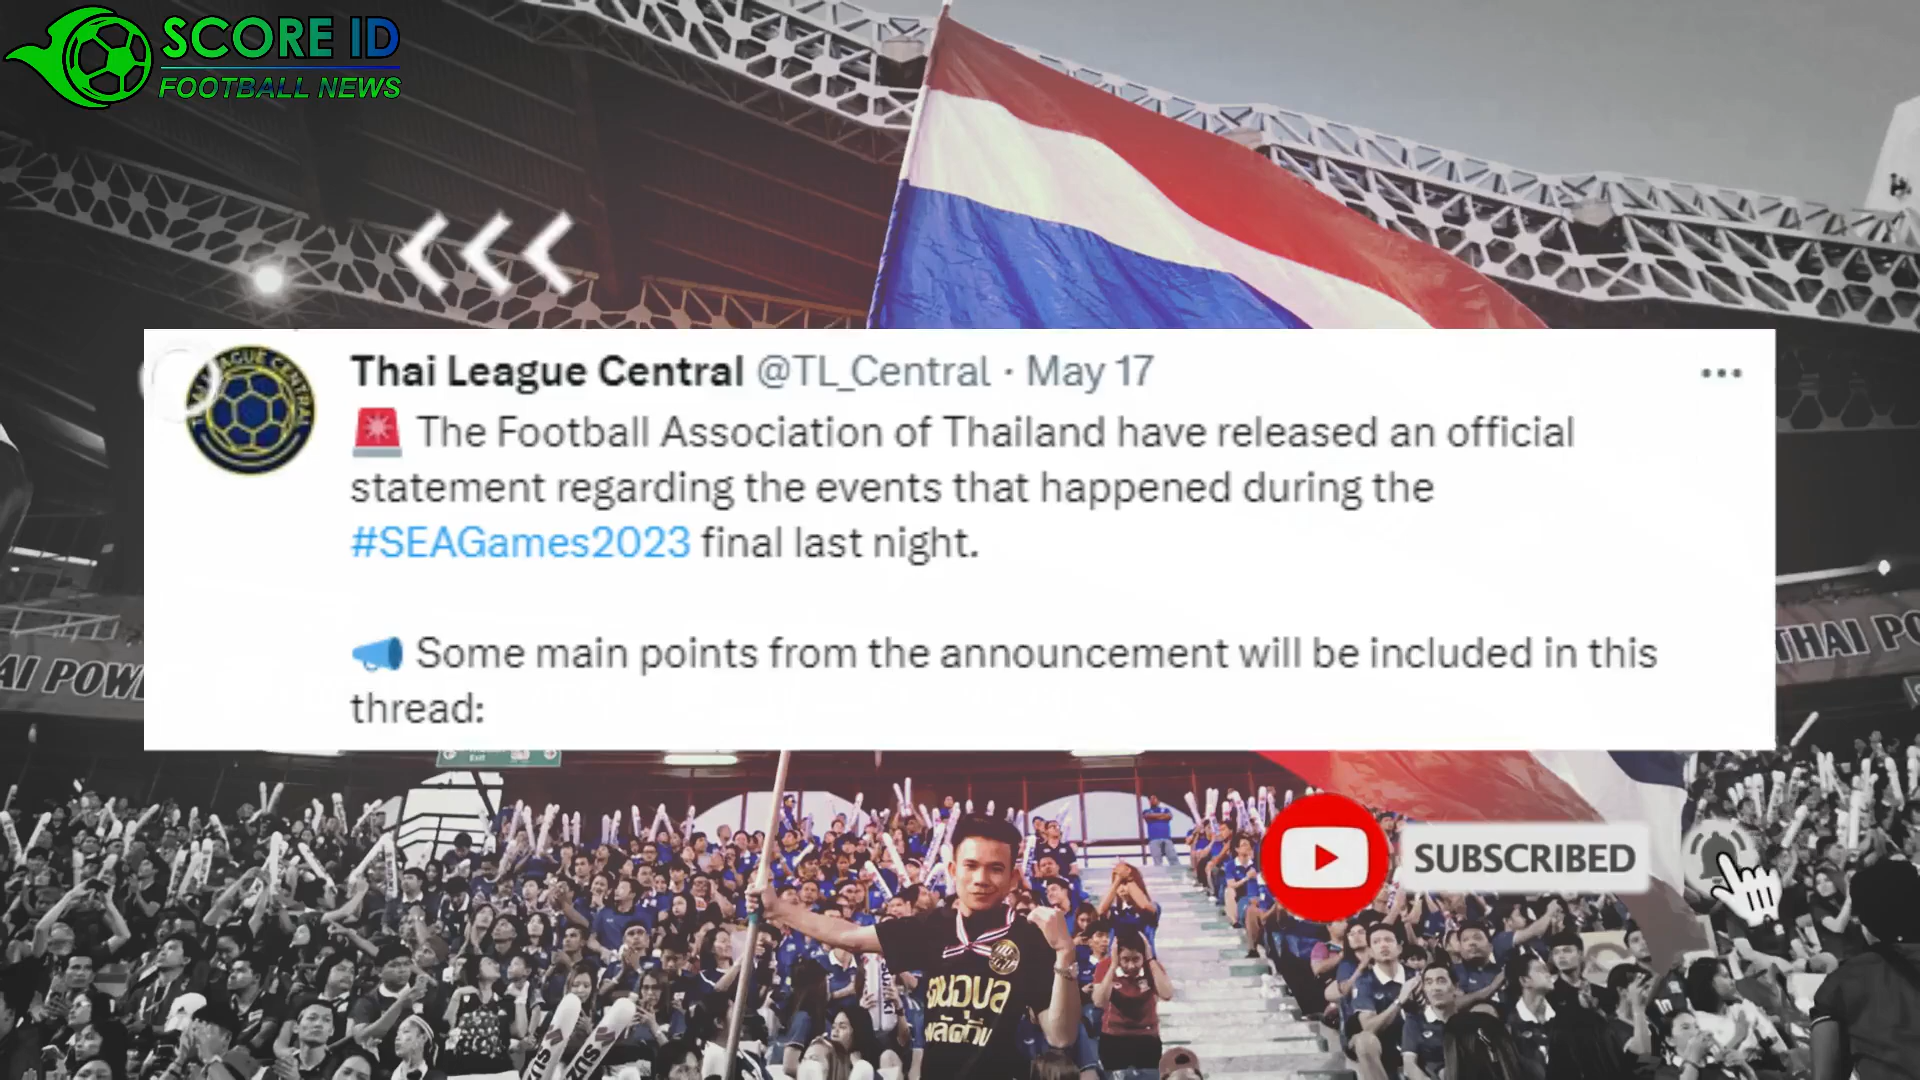 SCORE ID
FOOTBALL NEWS
Thai League Central @TL_Central · May 17
🚨 The Football Association of Thailand have released an official
statement regarding the events that happened during the
#SEAGames2023 final last night.
📣 Some main points from the announcement will be included in this
thread:
THAI PO
AI POW
Exit
SUBSCRIBED